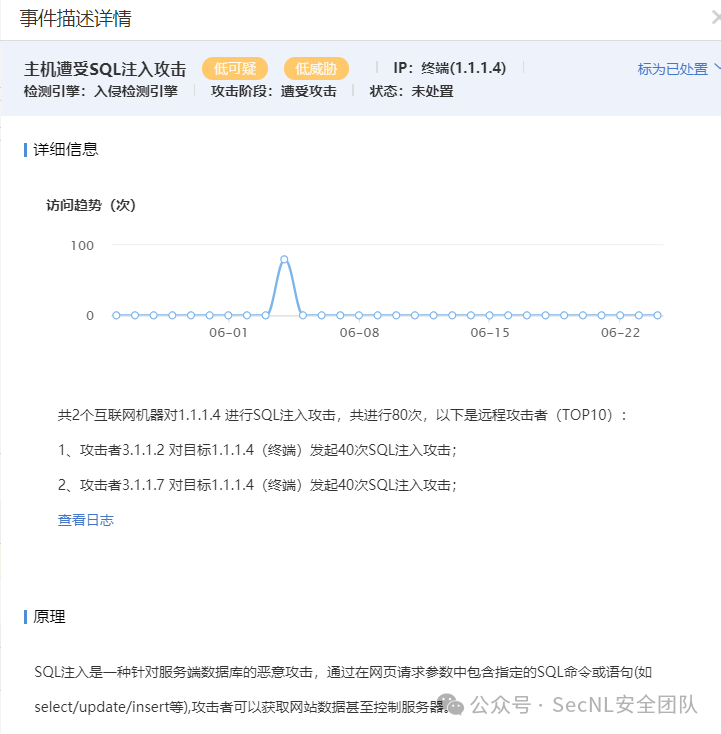 事件描述详情
主机遭受SQL注入攻击 低可疑 低威胁 IP：终端(1.1.1.4) 标为已处置
检测引擎：入侵检测引擎 攻击阶段：遭受攻击 状态：未处置
详细信息
访问趋势（次）
100
0
06-01 06-08 06-15 06-22
共2个互联网机器对1.1.1.4 进行SQL注入攻击，共进行80次，以下是远程攻击者（TOP10）：
1、攻击者3.1.1.2 对目标1.1.1.4（终端）发起40次SQL注入攻击；
2、攻击者3.1.1.7 对目标1.1.1.4（终端）发起40次SQL注入攻击；
查看日志
原理
SQL注入是一种针对服务端数据库的恶意攻击，通过在网页请求参数中包含指定的SQL命令或语句(如
select/update/insert等),攻击者可以获取网站数据甚至控制服务器。
公众号 · SecNL安全团队